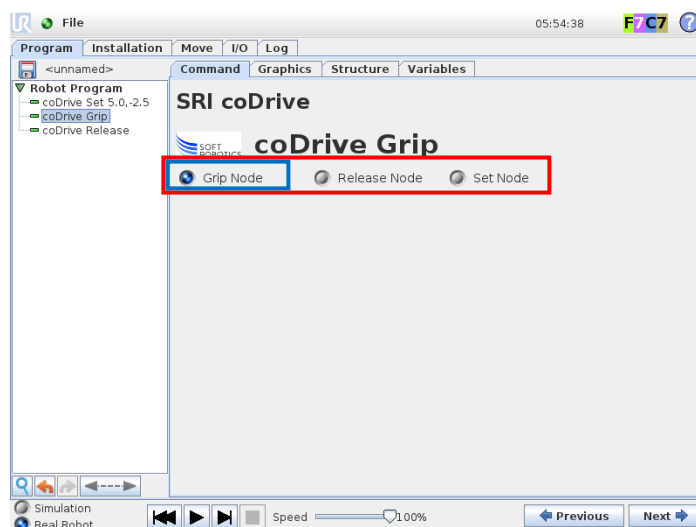 File 05:54:38 F7C7 ?
Program Installation Move I/O Log
<unnamed> Command Graphics Structure Variables
Robot Program
coDrive Set 5.0,-2.5
coDrive Grip
coDrive Release
SRI coDrive
SOFT ROBOTICS coDrive Grip
Grip Node Release Node Set Node
Simulation
Real Robot
Speed 100% Previous Next